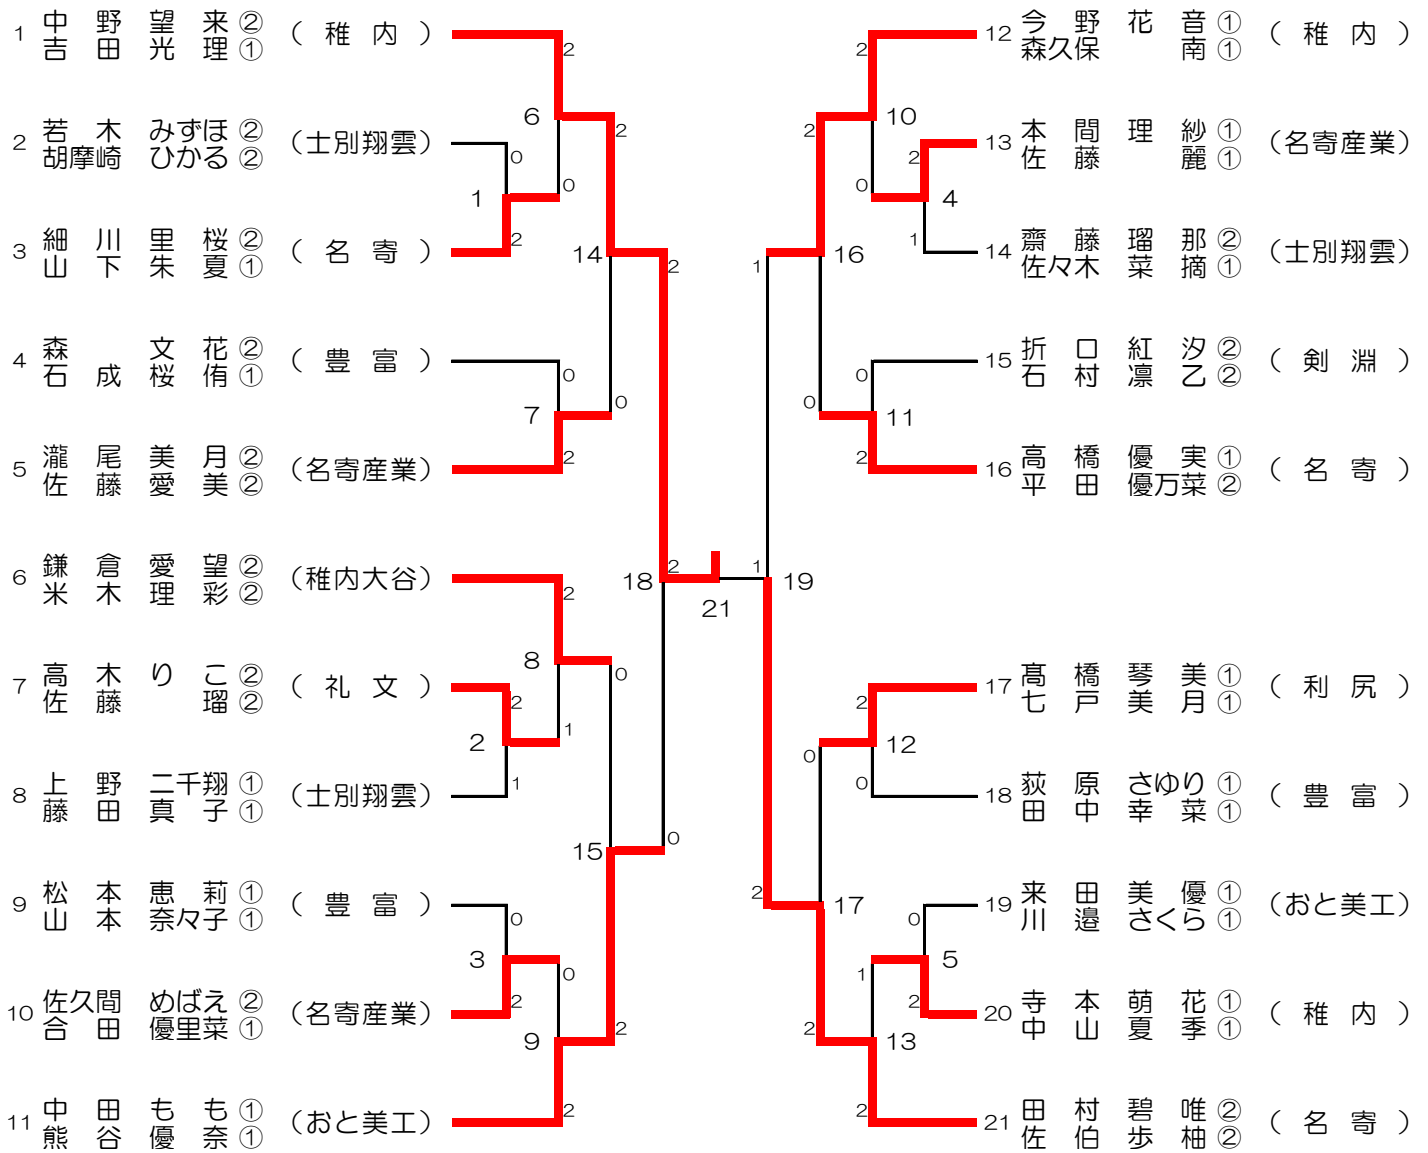 1 中野望来② (稚内)
吉田光理①
2 若木みずほ② (士別翔雲)
胡摩崎ひかる②
3 細川里桜② (名寄)
山下朱夏①
4 森文花② (豊富)
石成桜侑①
5 瀧尾美月② (名寄産業)
佐藤愛美②
6 鎌倉愛望② (稚内大谷)
米木理彩②
7 高木りこ② (礼文)
佐藤瑠②
8 上野二千翔① (士別翔雲)
藤田真子①
9 松本恵莉① (豊富)
山本奈々子①
10 佐久間めばえ② (名寄産業)
合田優里菜①
11 中田もも① (おと美工)
熊谷優奈①
2
6
0
1
0
2
2
14
0
7
0
2
2
18
2
8
2
2
1
1
0
15
0
3
0
2
0
9
2
2
2
21
1
19
12 今野花音① (稚内)
森久保南①
13 本間理紗① (名寄産業)
佐藤麗①
14 齋藤瑠那② (士別翔雲)
佐々木菜摘①
15 折口紅汐② (剣淵)
石村凛乙②
16 高橋優実① (名寄)
平田優万菜②
17 髙橋琴美① (利尻)
七戸美月①
18 荻原さゆり① (豊富)
田中幸菜①
19 来田美優① (おと美工)
川邉さくら①
20 寺本萌花① (稚内)
中山夏季①
21 田村碧唯② (名寄)
佐伯歩柚②
2
10
2
2
0
4
1
1
16
0
0
11
2
2
12
0
0
2
17
0
5
1
2
2
13
2